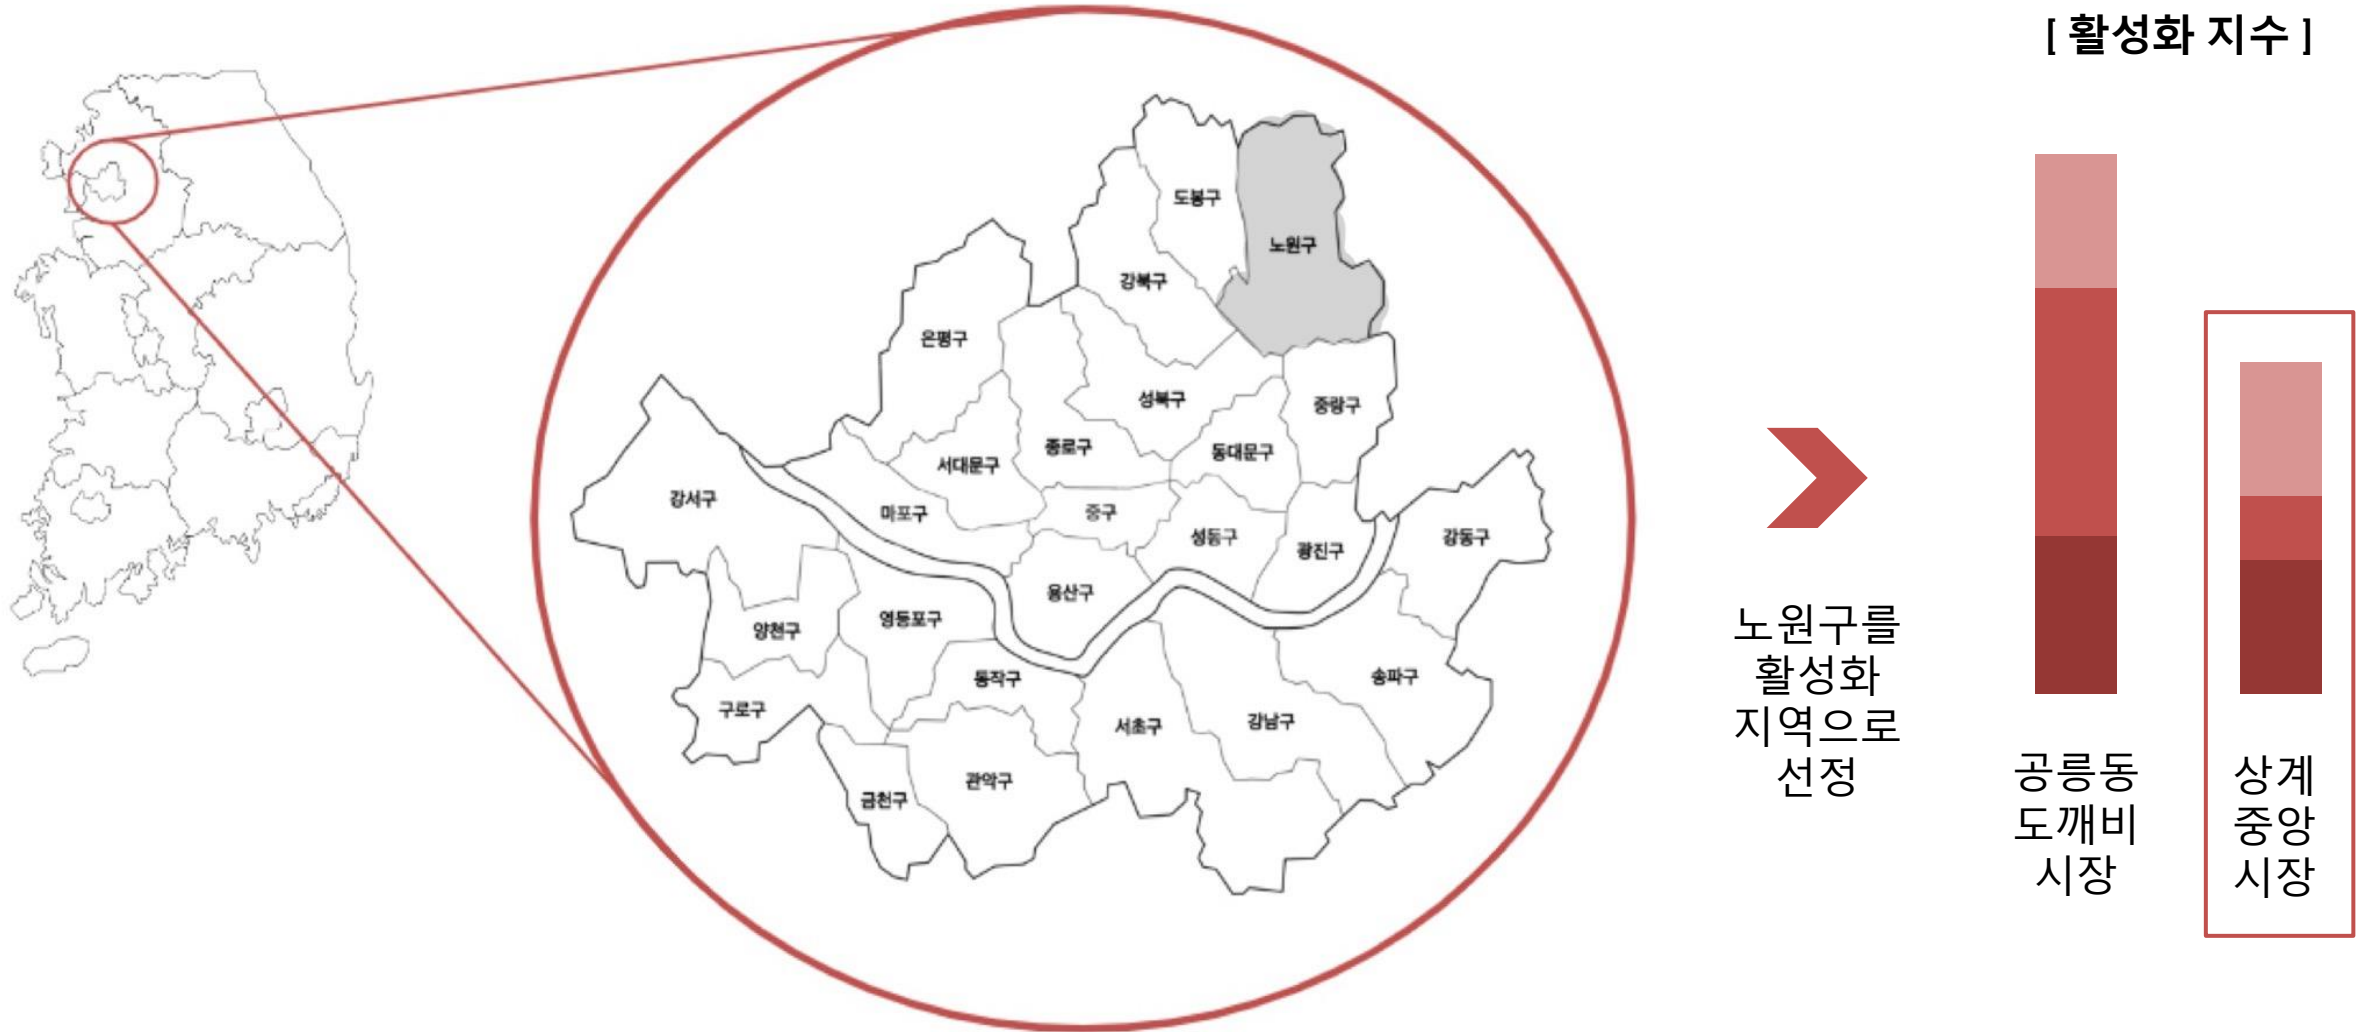 [ 활성화 지수 ]
도봉구
노원구
강북구
은평구
성북구
중랑구
종로구
동대문구
서대문구
강서구
마포구
중구
성동구
광진구
강동구
용산구
영등포구
양천구
동작구
송파구
구로구
서초구
강남구
관악구
금천구
노원구를
활성화
지역으로
선정
공릉동
도깨비
시장
상계
중앙
시장